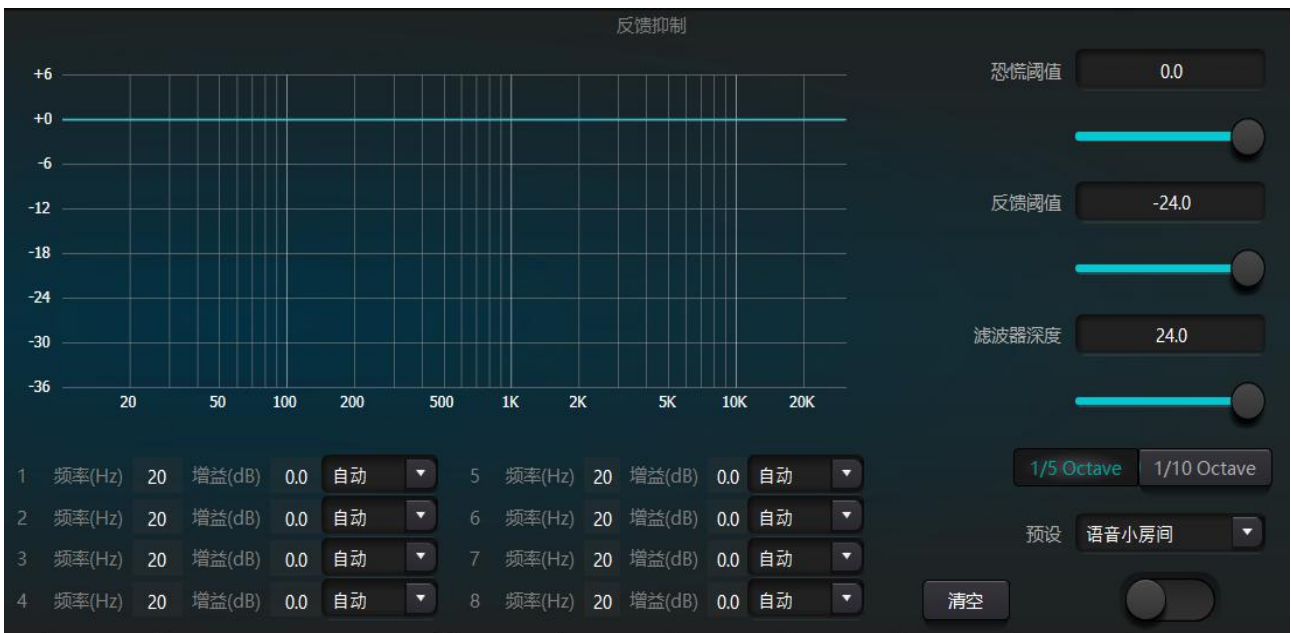 反馈抑制
+6
+0
-6
-12
-18
-24
-30
-36
20 50 100 200 500 1K 2K 5K 10K 20K
恐慌阈值 0.0
反馈阈值 -24.0
滤波器深度 24.0
1/5 Octave 1/10 Octave
预设 语音小房间
清空
1 频率(Hz) 20 增益(dB) 0.0 自动
2 频率(Hz) 20 增益(dB) 0.0 自动
3 频率(Hz) 20 增益(dB) 0.0 自动
4 频率(Hz) 20 增益(dB) 0.0 自动
5 频率(Hz) 20 增益(dB) 0.0 自动
6 频率(Hz) 20 增益(dB) 0.0 自动
7 频率(Hz) 20 增益(dB) 0.0 自动
8 频率(Hz) 20 增益(dB) 0.0 自动